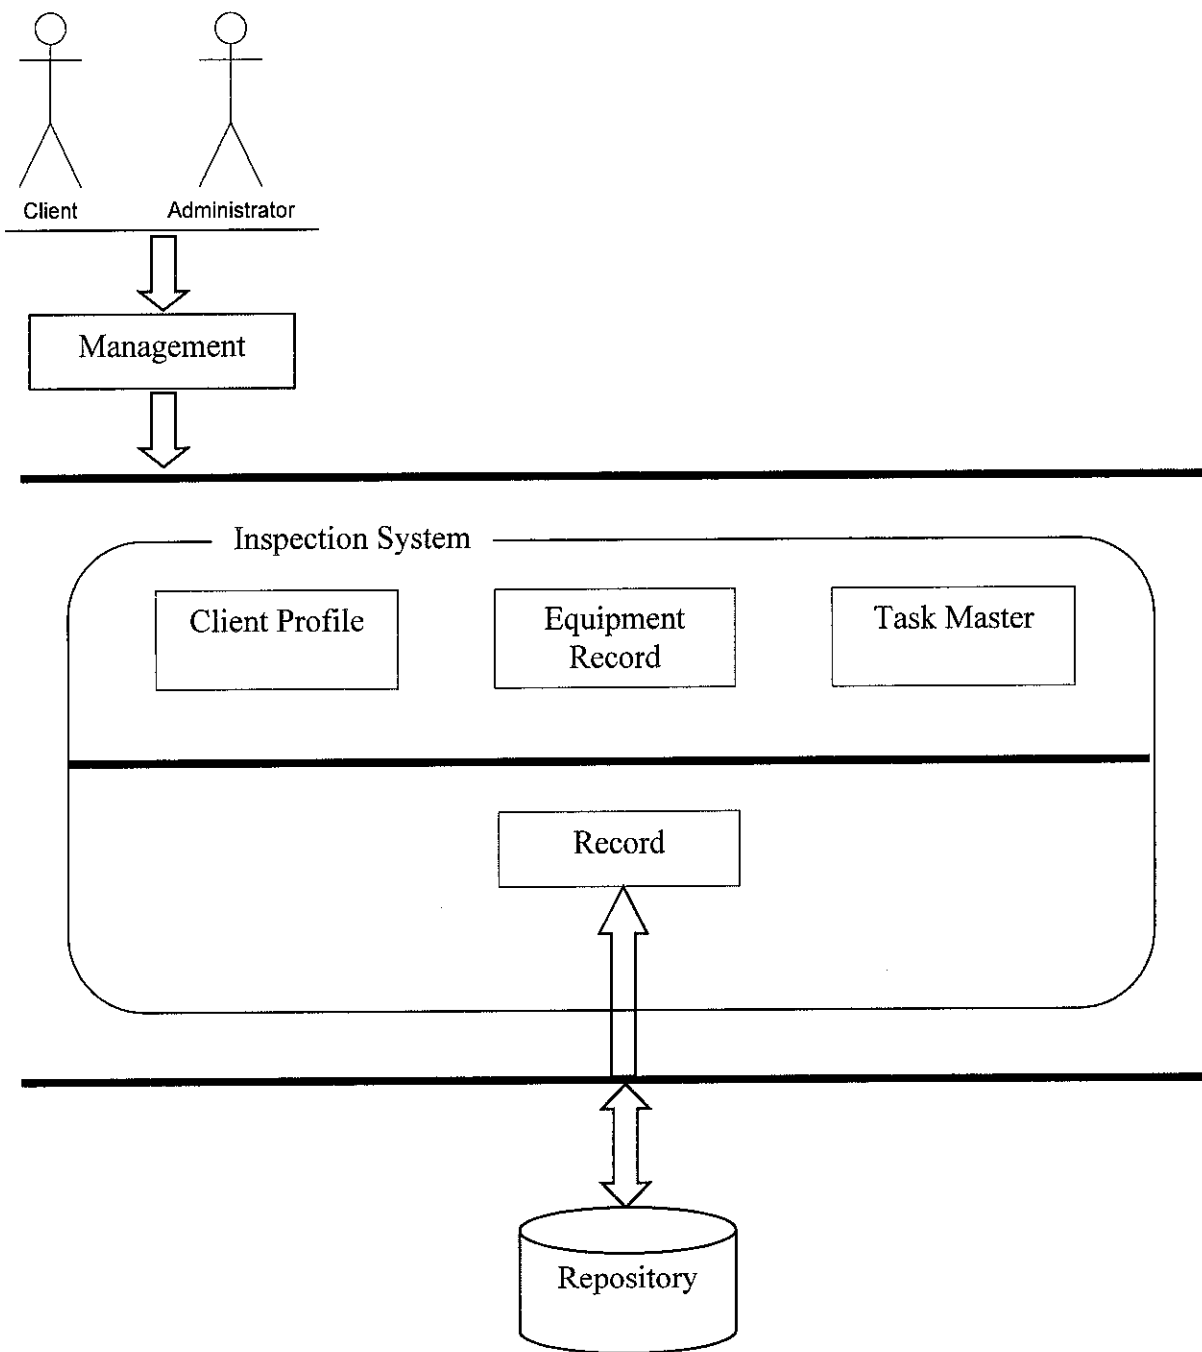 Client Administrator
Management
Inspection System
Client Profile
Equipment
Record
Task Master
Record
Repository